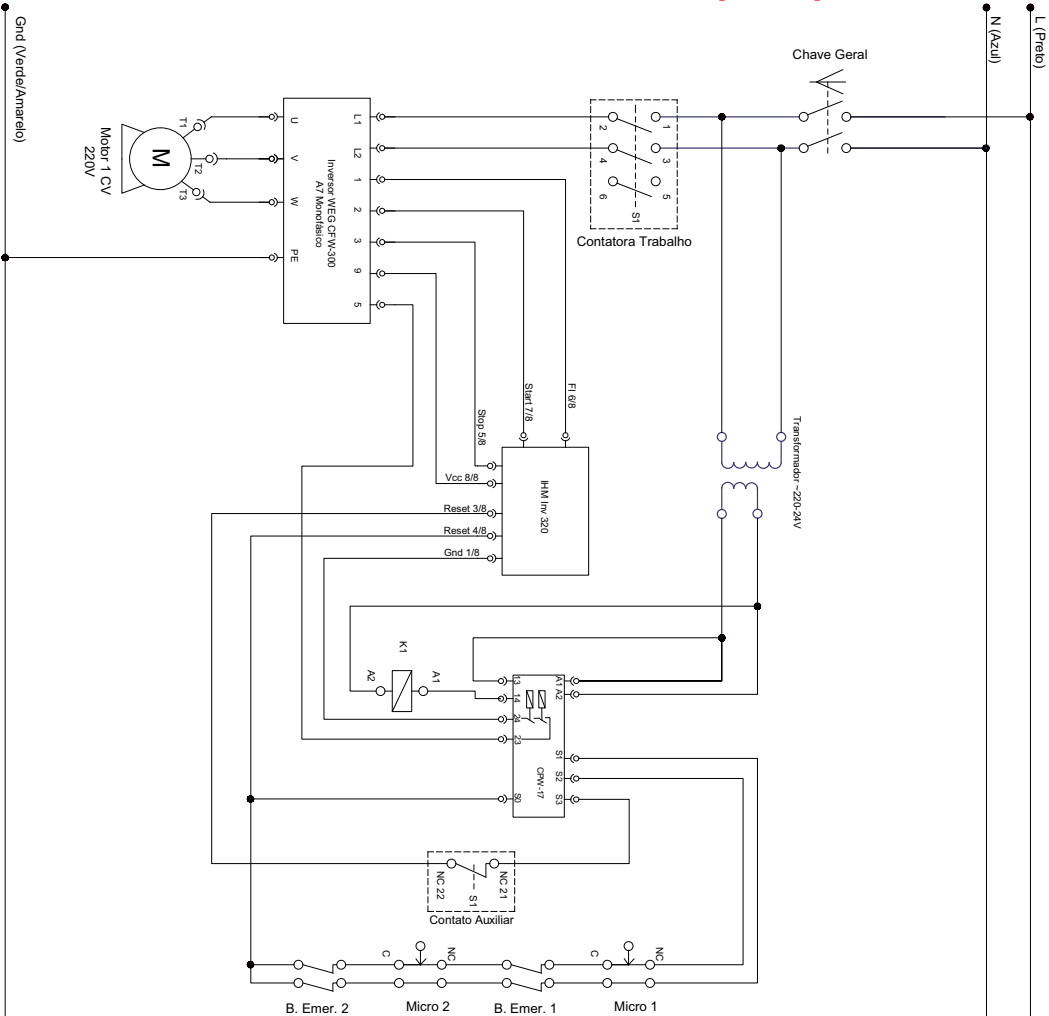 L (Preto)
N (Azul)
Gnd (Verde/Amarelo)
Chave Geral
1
2
3
4
5
6
S1
Contatora Trabalho
L1
L2
1
2
3
9
5
U
V
W
PE
Inversor WEG CFW-300
A7 Monofásico
T1
T2
T3
M
Motor 1 CV
220V
Transformador ~220-24V
FI 6/8
Start 7/8
Stop 5/8
Vcc 8/8
Reset 3/8
Reset 4/8
Gnd 1/8
IHM Inv 320
K1
A2
A1
13
14
24
23
S0
A1
A2
S1
S2
S3
CPW-17
NC 22
NC 21
S1
Contato Auxiliar
C
NC
C
NC
B. Emer. 2
Micro 2
B. Emer. 1
Micro 1